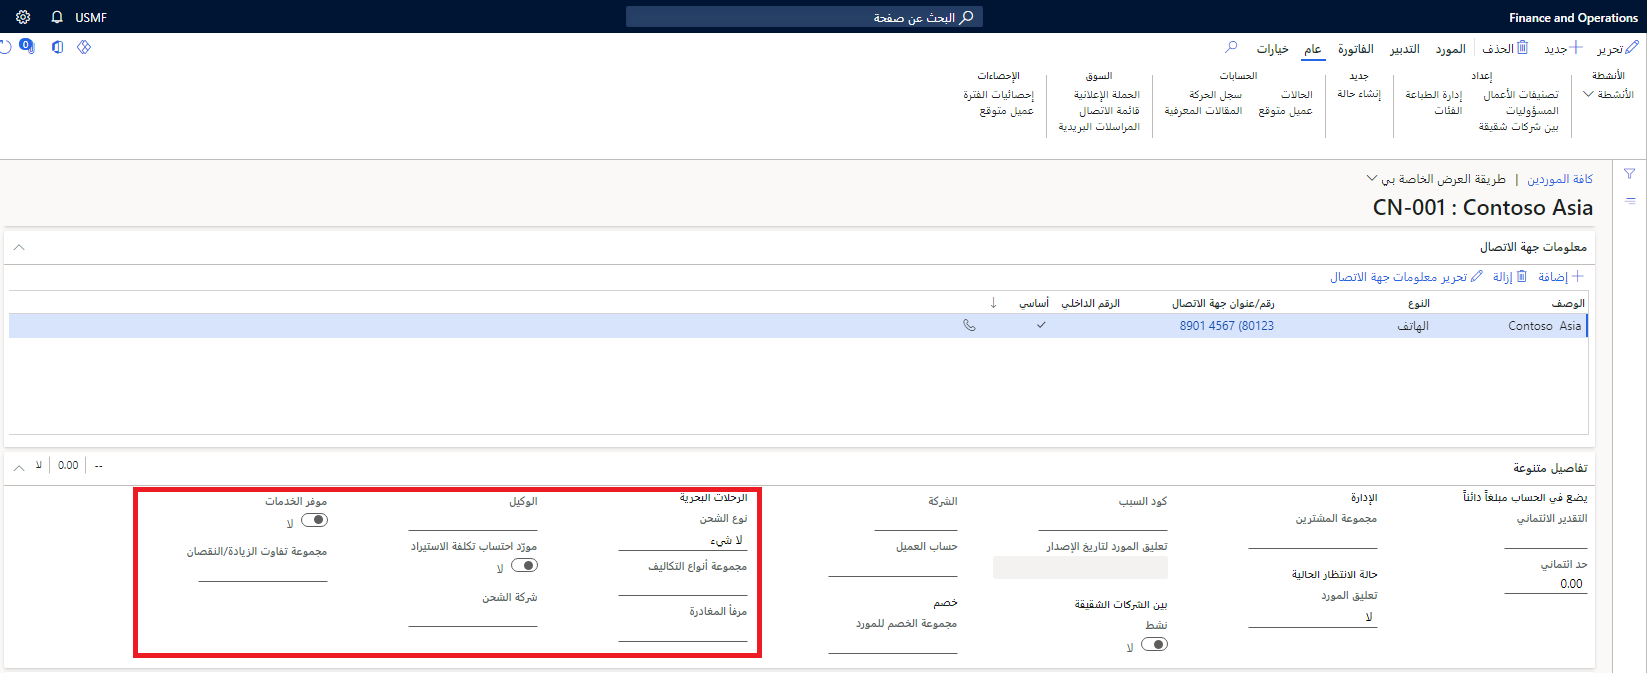 Finance and Operations
البحث عن صفحة
USMF
تحرير
جديد
الحذف
المورد
التدبير
الفاتورة
عام
خيارات
0
الأنشطة
الأنشطة
إعداد
تصنيفات الأعمال
المسؤوليات
بين شركات شقيقة
إدارة الطباعة
الفئات
جديد
إنشاء حالة
الحسابات
الحالات
عميل متوقع
سجل الحركة
المقالات المعرفية
السوق
الحملة الإعلانية
قائمة الاتصال
المراسلات البريدية
الإحصاءات
إحصائيات الفترة
عميل متوقع
كافة الموردين | طريقة العرض الخاصة بي
CN-001 : Contoso Asia
معلومات جهة الاتصال
إضافة
إزالة
تحرير معلومات جهة الاتصال
الوصف
النوع
رقم/عنوان جهة الاتصال
الرقم الداخلي
أساسي
Contoso Asia
الهاتف
8901 4567 (80123
تفاصيل متنوعة
--
0.00
لا
يضع في الحساب مبلغاً دائناً
التقدير الائتماني
حد ائتماني
0.00
الإدارة
مجموعة المشترين
حالة الانتظار الحالية
تعليق المورد
لا
كود السبب
تعليق المورد لتاريخ الإصدار
بين الشركات الشقيقة
نشط
لا
الشركة
حساب العميل
خصم
مجموعة الخصم للمورد
الرحلات البحرية
نوع الشحن
لا شيء
مجموعة أنواع التكاليف
مرفأ المغادرة
الوكيل
مورّد احتساب تكلفة الاستيراد
لا
شركة الشحن
موفر الخدمات
لا
مجموعة تفاوت الزيادة/النقصان